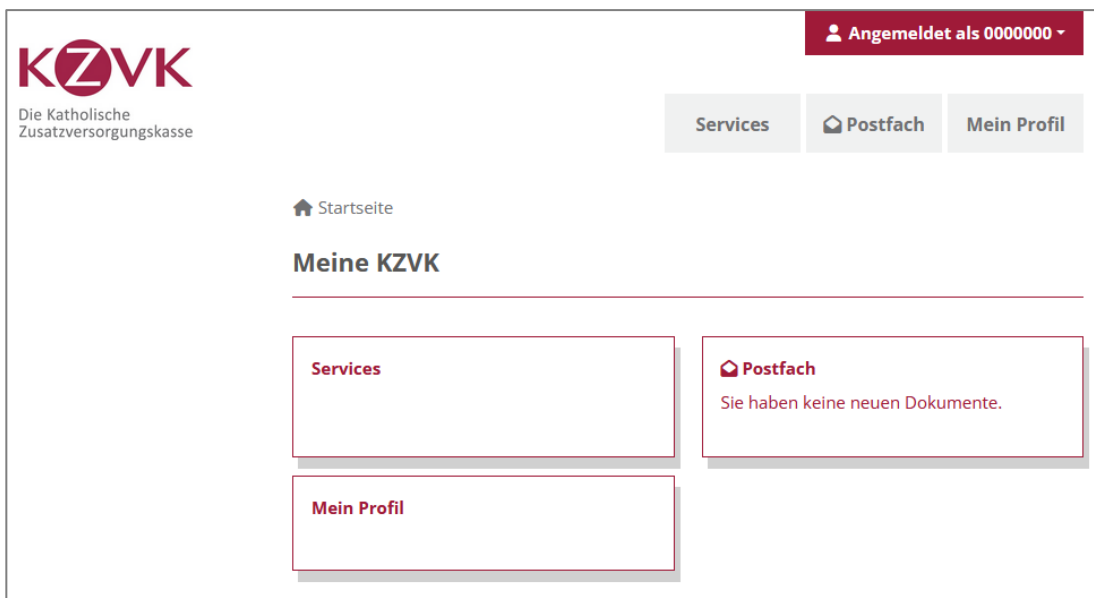 Angemeldet als 0000000
KZVK
Die Katholische
Zusatzversorgungskasse
Services
Postfach
Mein Profil
Startseite
Meine KZVK
Services
Postfach
Sie haben keine neuen Dokumente.
Mein Profil